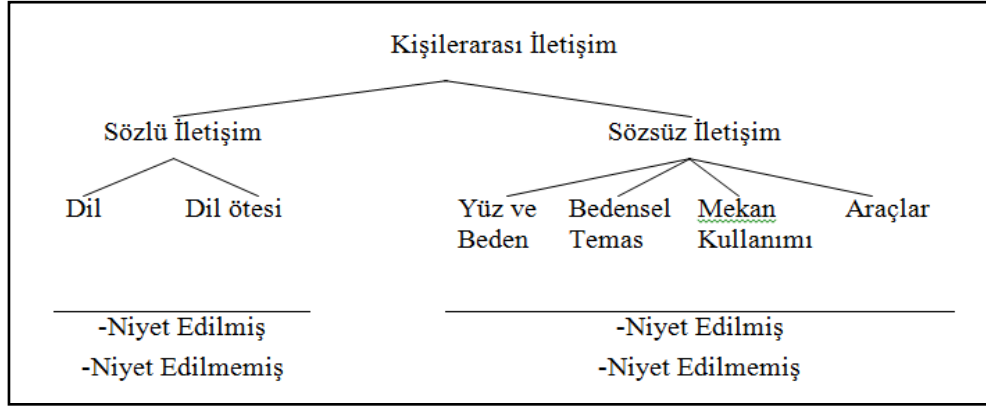 Kişilerarası İletişim
Sözlü İletişim
Sözsüz İletişim
Dil
Dil ötesi
Yüz ve
Beden
Bedensel
Temas
Mekan
Kullanımı
Araçlar
-Niyet Edilmiş
-Niyet Edilmemiş
-Niyet Edilmiş
-Niyet Edilmemiş